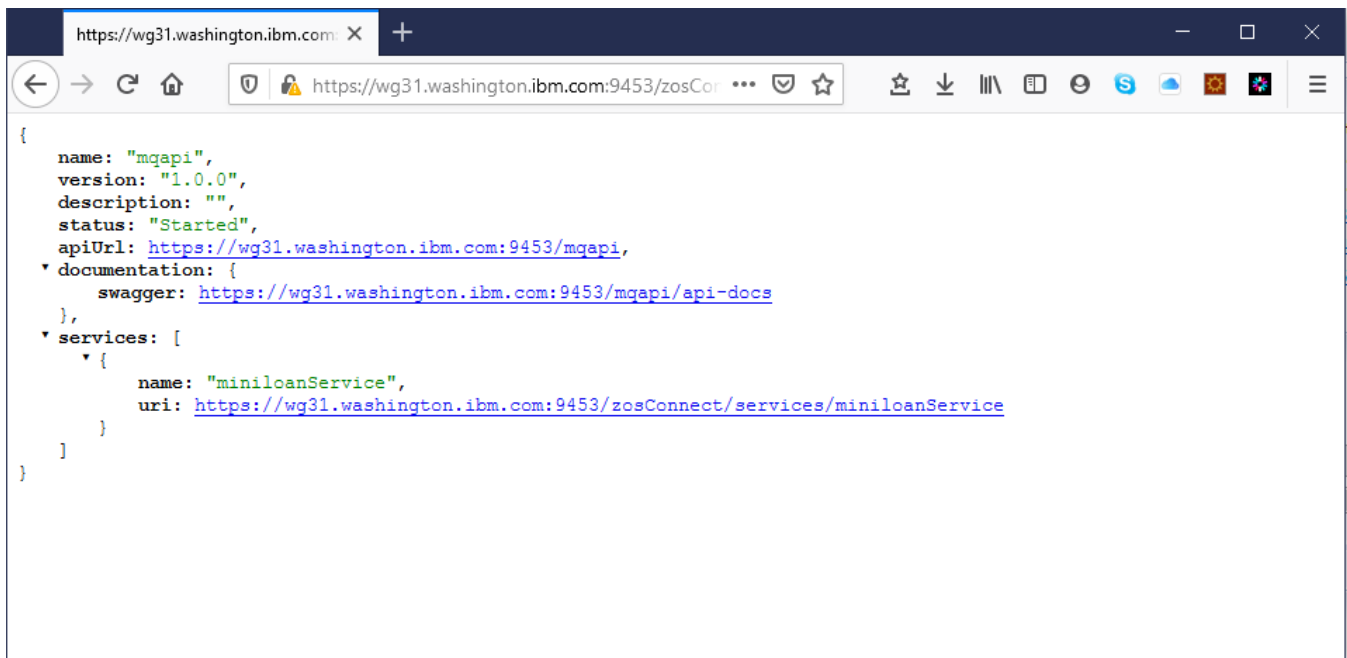 https://wg31.washington.ibm.com:
https://wg31.washington.ibm.com:9453/zosCon
{
name: "mqapi",
version: "1.0.0",
description: "",
status: "Started",
apiUrl: https://wg31.washington.ibm.com:9453/mqapi,
documentation: {
swagger: https://wg31.washington.ibm.com:9453/mqapi/api-docs
},
services: [
{
name: "miniloanService",
uri: https://wg31.washington.ibm.com:9453/zosConnect/services/miniloanService
}
]
}